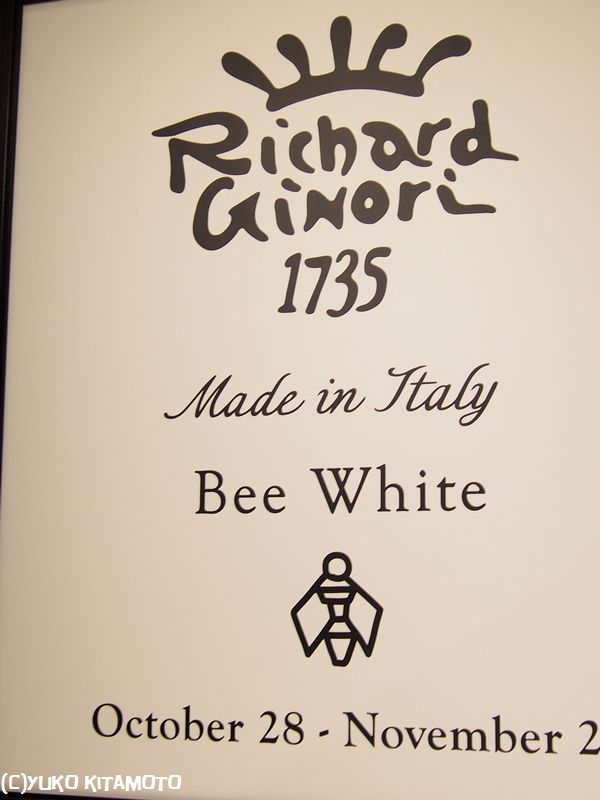 Richard
Ginori
1735
Made in Italy
Bee White
October 28 - November 2
(C)YUKO KITAMOTO